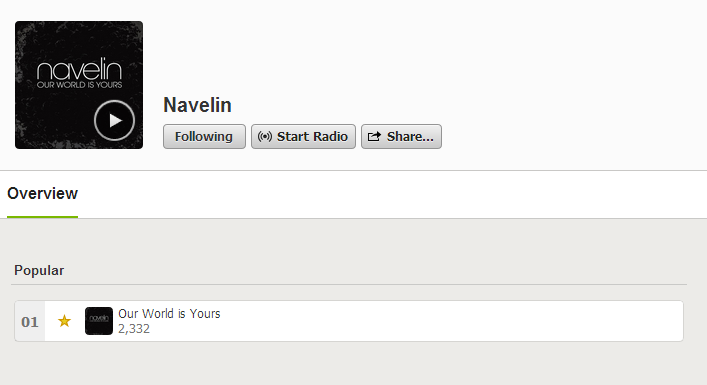 navelin
OUR WORLD IS YOURS
Navelin
Following
Start Radio
Share...
Overview
Popular
01
navelin
Our World is Yours
2,332